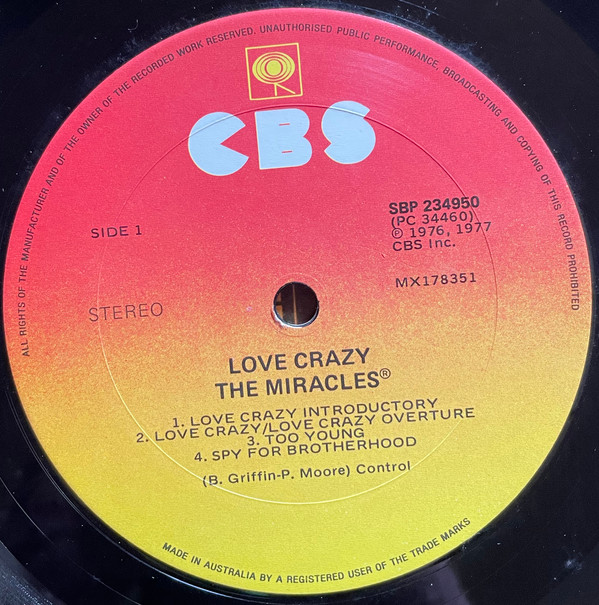 ALL RIGHTS OF THE MANUFACTURER AND OF THE OWNER OF THE RECORDED WORK RESERVED. UNAUTHORISED PUBLIC PERFORMANCE, BROADCASTING AND COPYING OF THIS RECORD PROHIBITED
CBS
SIDE 1
SBP 234950
(PC 34460)
℗ 1976, 1977
CBS Inc.
MX178351
STEREO
LOVE CRAZY
THE MIRACLES®
1. LOVE CRAZY INTRODUCTORY
2. LOVE CRAZY/LOVE CRAZY OVERTURE
3. TOO YOUNG
4. SPY FOR BROTHERHOOD
(B. Griffin-P. Moore) Control
MADE IN AUSTRALIA BY A REGISTERED USER OF THE TRADE MARKS